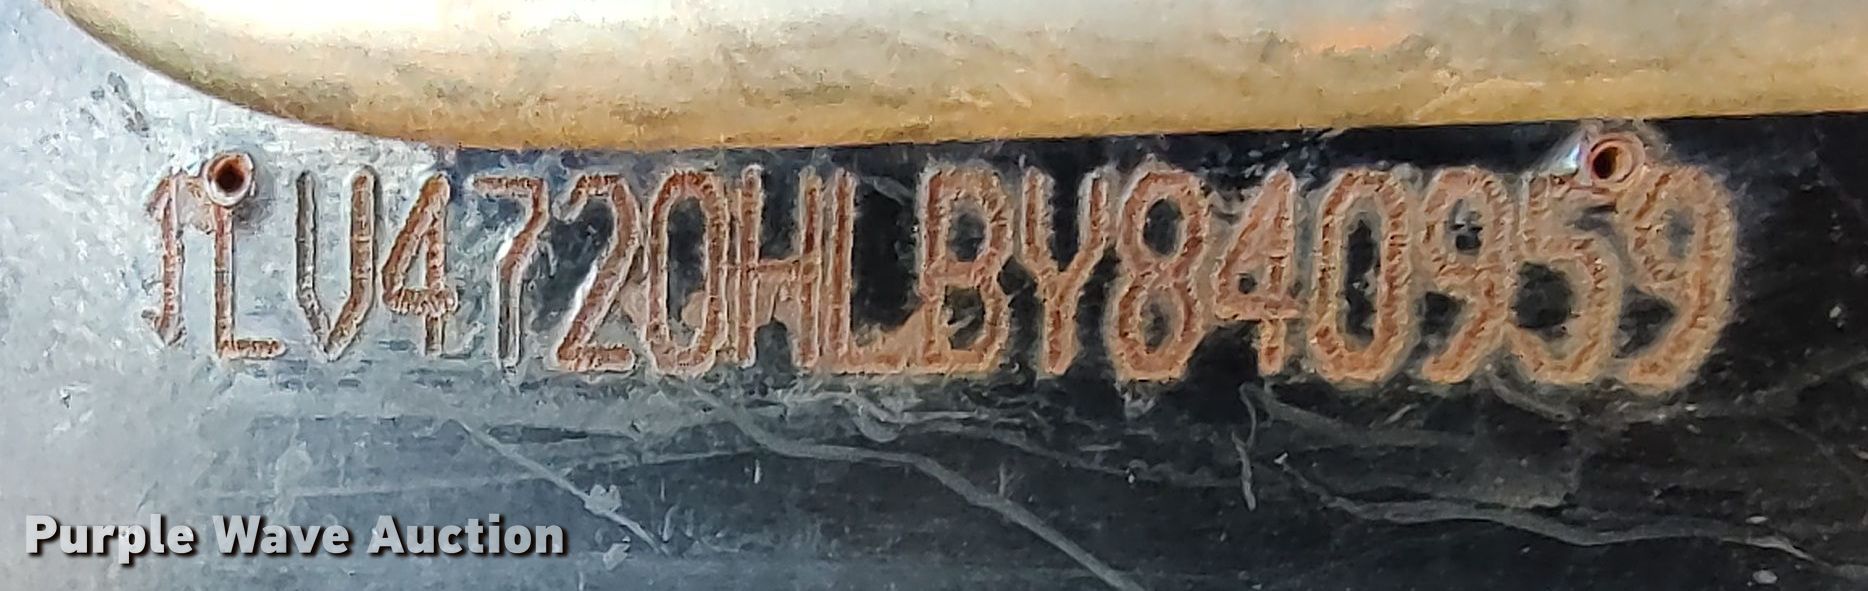 1LV4720HLBY840959
Purple Wave Auction